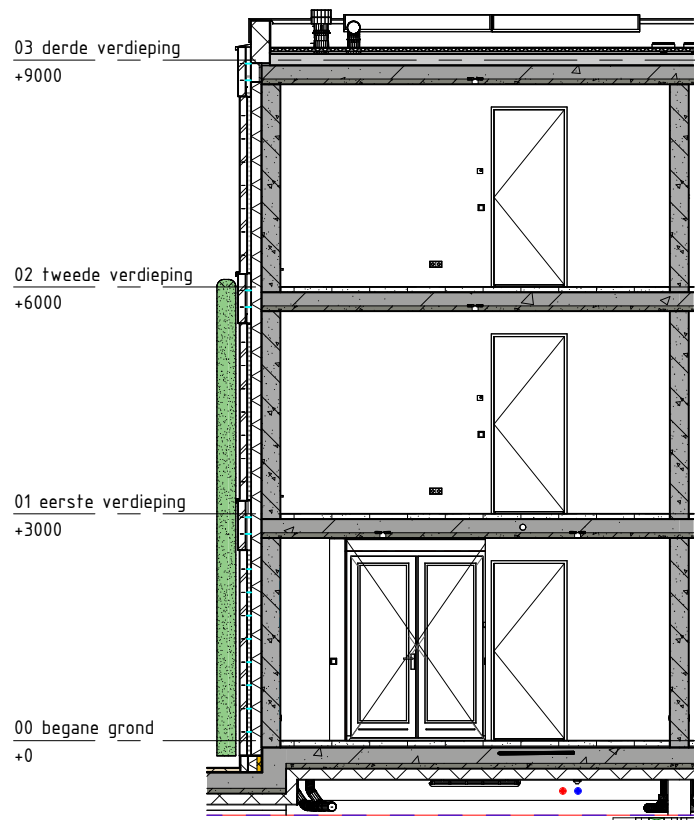 03 derde verdieping
+9000
02 tweede verdieping
+6000
01 eerste verdieping
+3000
00 begane grond
+0